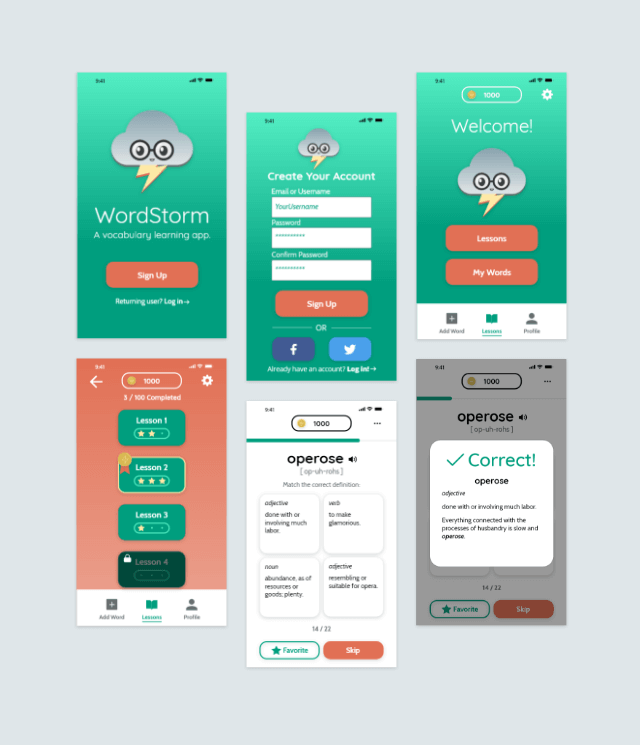 9:41
WordStorm
A vocabulary learning app.
Sign Up
Returning user? Log in→
9:41
Create Your Account
Email or Username
YourUsername
Password
**********
Confirm Password
**********
Sign Up
OR
Already have an account? Log In!→
9:41
1000
Welcome!
Lessons
My Words
Add Word
Lessons
Profile
9:41
1000
3 / 100 Completed
Lesson 1
Lesson 2
Lesson 3
Lesson 4
Add Word
Lessons
Profile
9:41
1000
operose
[ op-uh-rohs ]
Match the correct definition.
adjective
done with or
involving much
labor.
verb
to make
glamorous.
noun
abundance, as of
resources or
goods; plenty.
adjective
resembling or
suitable for opera.
14 / 22
Favorite
Skip
9:41
1000
operose
[ op-uh-rohs ]
Correct!
operose
adjective
done with or involving much labor.
Everything connected with the
processes of husbandry is slow and
operose.
14 / 22
Favorite
Skip